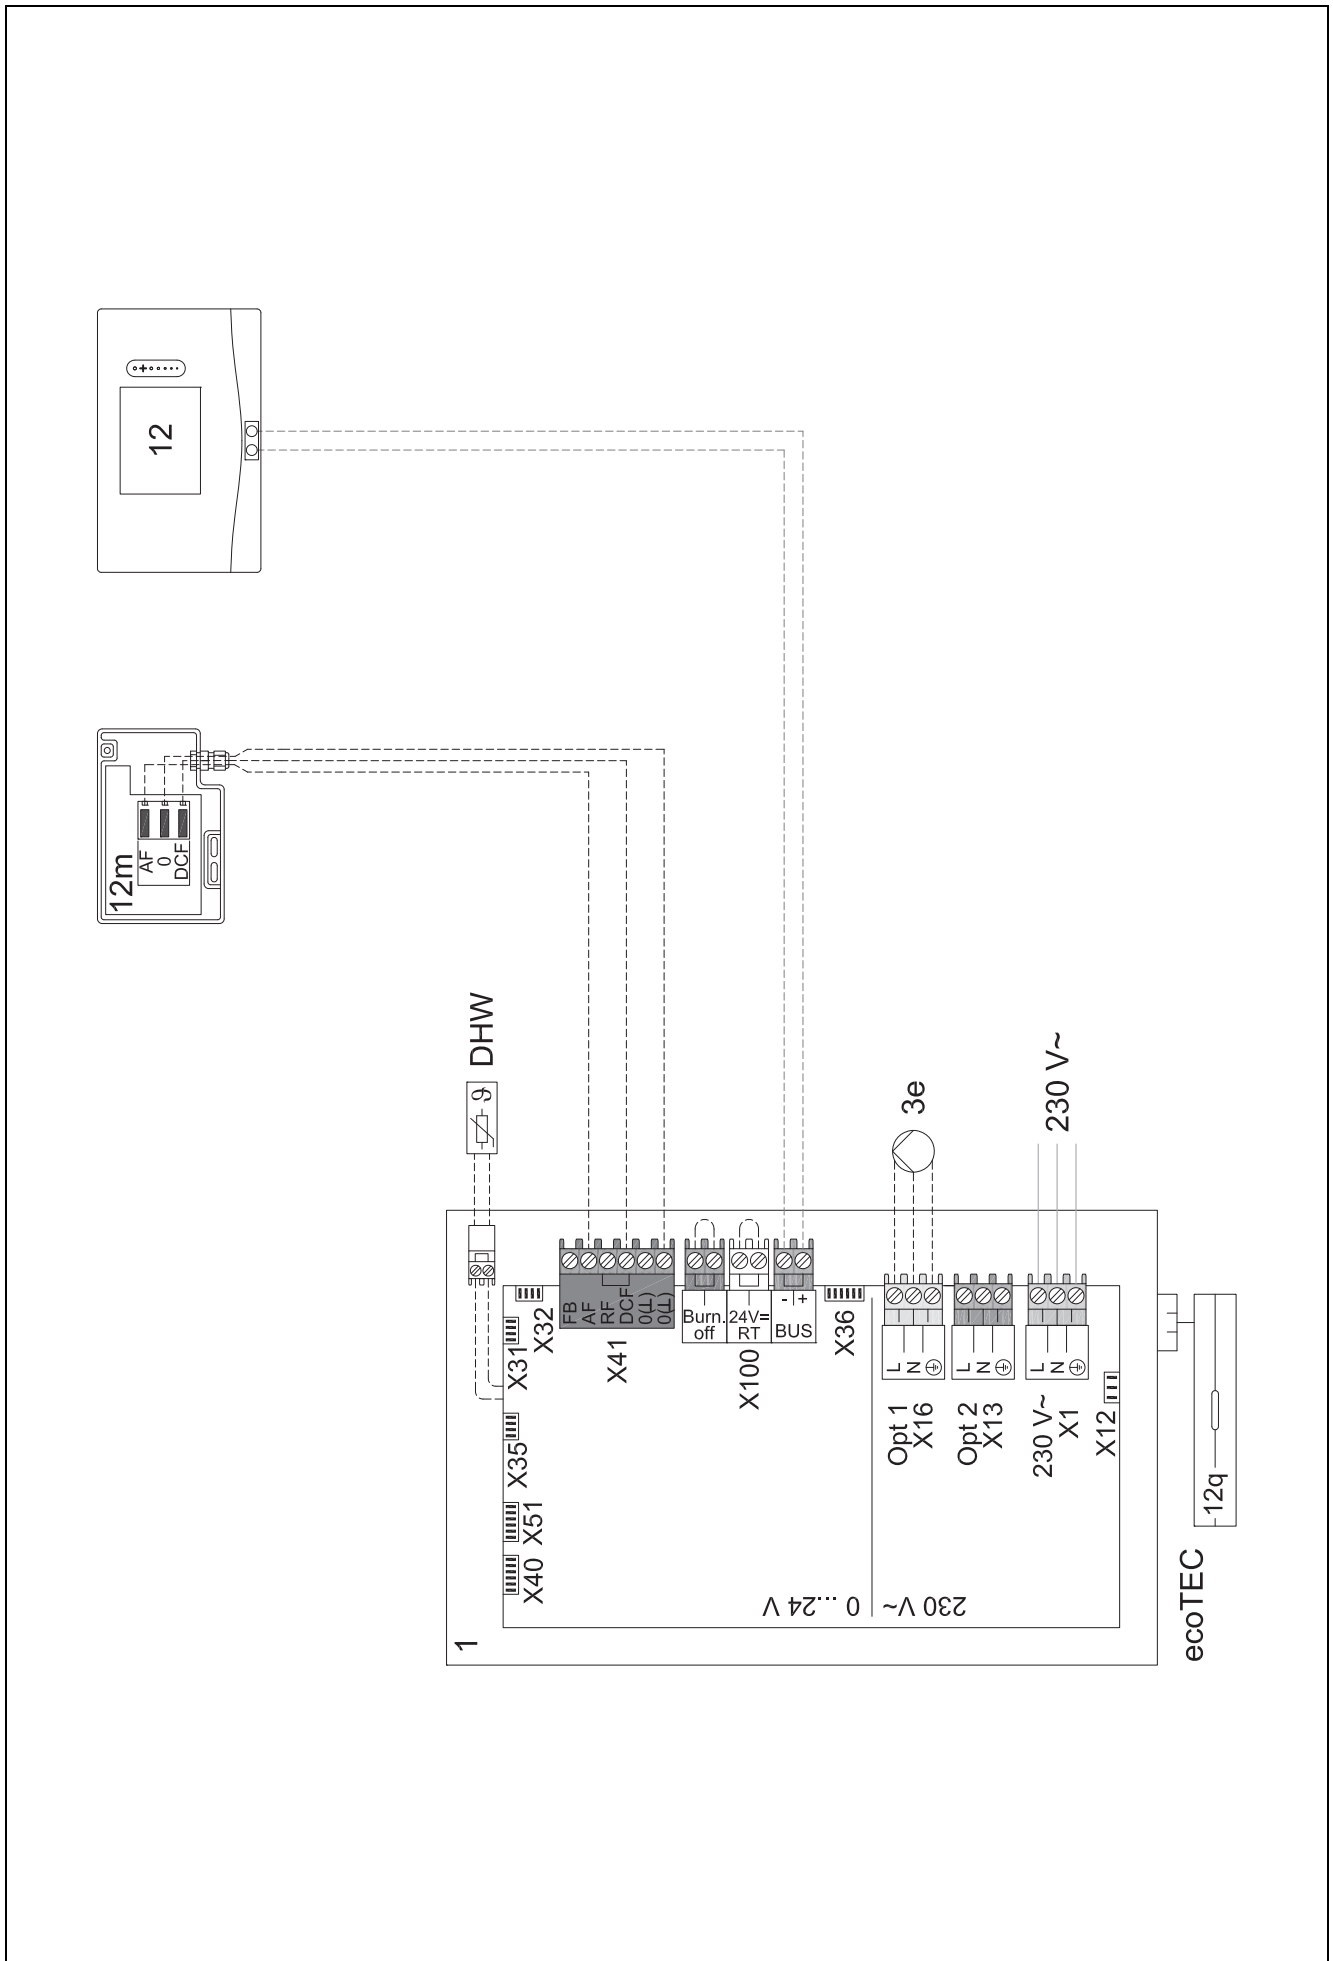 12
12m
AF
0
DCF
DHW
ϑ
3e
230 V~
X32
X31
X35
X51
X40
FB
AF
RF
DCF
0(⊥)
0(⊥)
X41
Burn.
off
24V=
RT
X100
- +
BUS
X36
L
N
Opt 1
X16
L
N
Opt 2
X13
L
N
230 V~
X1
X12
0 ...24 V
230 V~
1
ecoTEC
12q